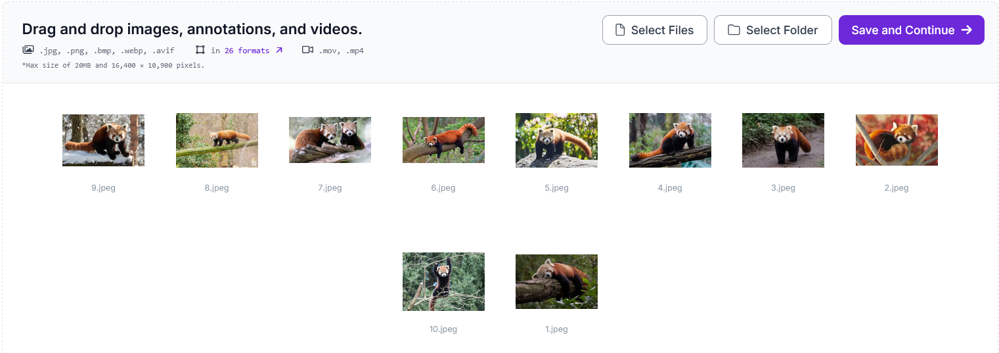 Drag and drop images, annotations, and videos.
Select Files
Select Folder
Save and Continue
.jpg, .png, .bmp, .webp, .avif
in 26 formats
.mov, .mp4
*Max size of 20MB and 16,400 × 10,900 pixels.
9.jpeg
8.jpeg
7.jpeg
6.jpeg
5.jpeg
4.jpeg
3.jpeg
2.jpeg
10.jpeg
1.jpeg